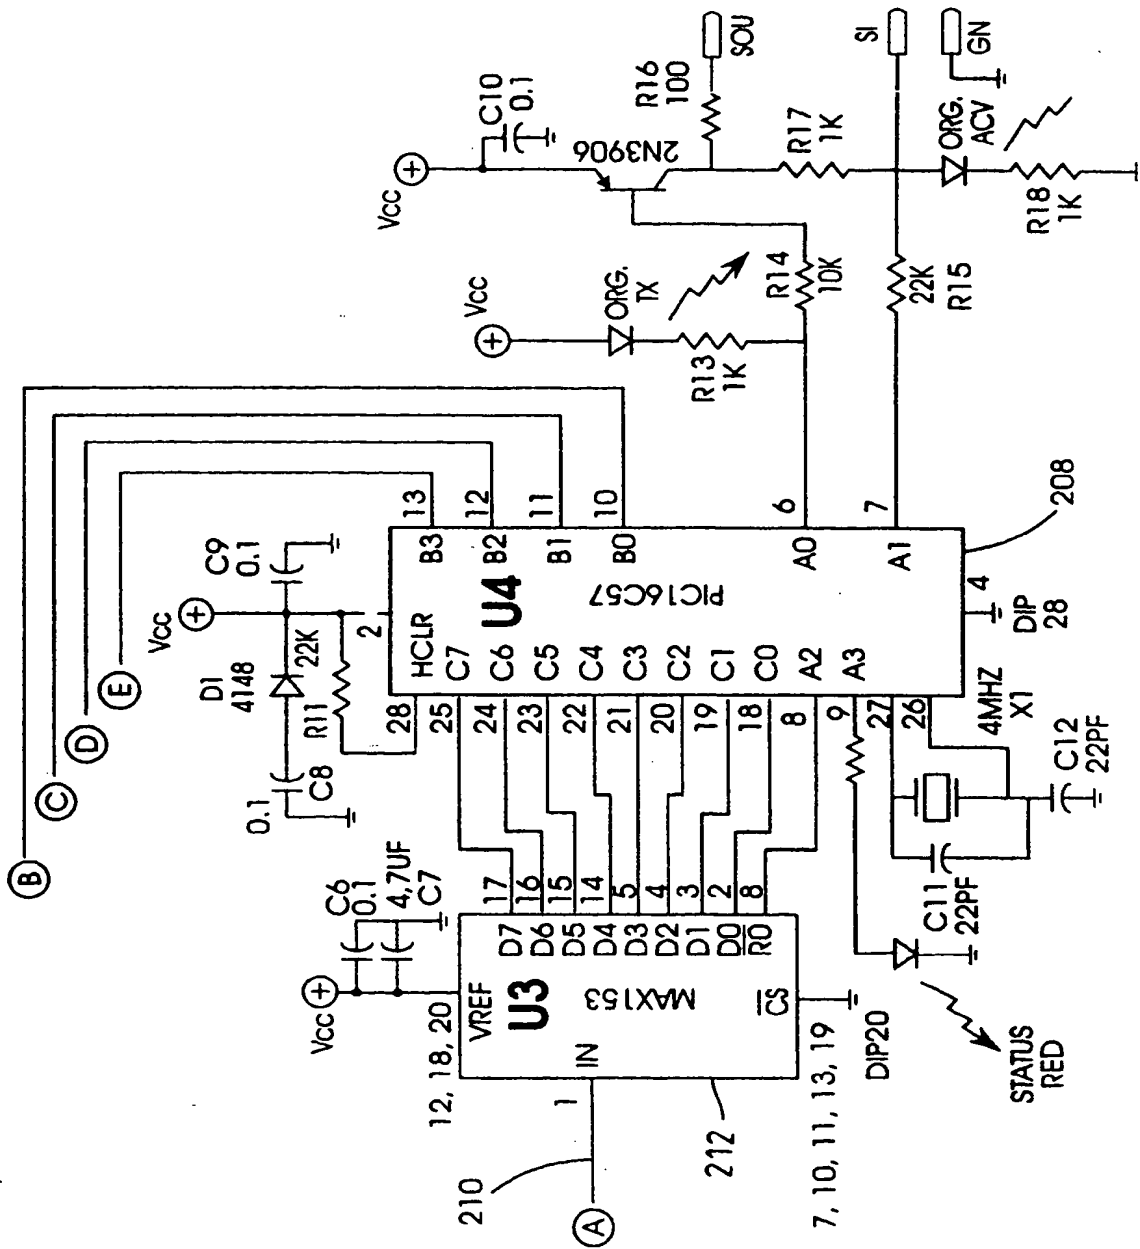 B
C
D
E
A
210
Vcc
C6
0.1
4,7UF
C7
12, 18, 20
VREF
U3
MAX153
IN
1
CS
212
7, 10, 11, 13, 19
DIP20
D7
D6
D5
D4
D3
D2
D1
D0
R0
17
16
15
14
5
4
3
2
8
0.1
C8
D1
4148
R11
22K
Vcc
C9
0.1
2
28
25
24
23
22
21
20
19
18
8
9
27
26
HCLR
C7
C6
C5
C4
C3
C2
C1
C0
A2
A3
U4
PIC16C57
B3
B2
B1
B0
A0
A1
13
12
11
10
6
7
4
DIP
28
208
4MHZ
X1
C11
22PF
C12
22PF
STATUS
RED
Vcc
ORG.
TX
R13
1K
R14
10K
22K
R15
Vcc
C10
0.1
2N3906
R16
100
SOU
R17
1K
SI
GN
ORG.
ACV
R18
1K